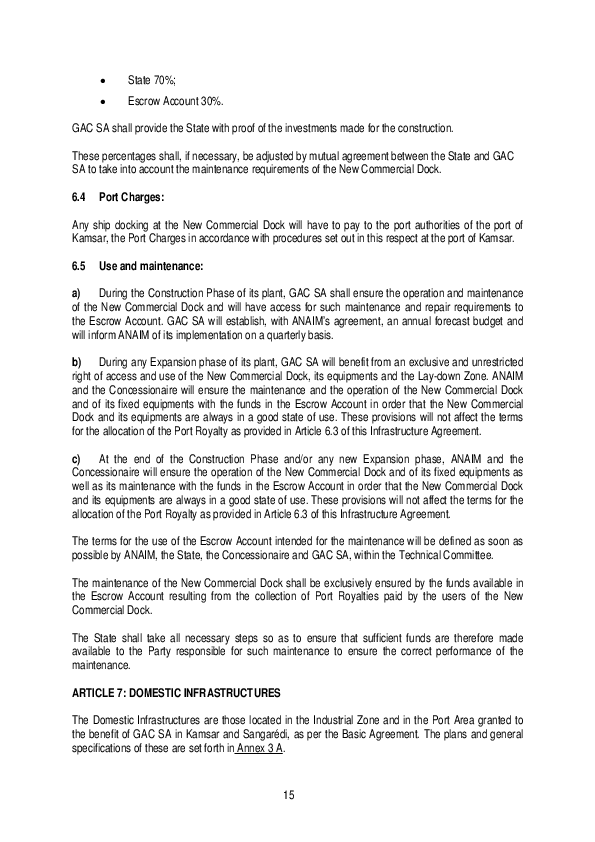 • State 70%;
• Escrow Account 30%.
GAC SA shall provide the State with proof of the investments made for the construction.
These percentages shall, if necessary, be adjusted by mutual agreement between the State and GAC
SA to take into account the maintenance requirements of the New Commercial Dock.
6.4 Port Charges:
Any ship docking at the New Commercial Dock will have to pay to the port authorities of the port of
Kamsar, the Port Charges in accordance with procedures set out in this respect at the port of Kamsar.
6.5 Use and maintenance:
a) During the Construction Phase of its plant, GAC SA shall ensure the operation and maintenance
of the New Commercial Dock and will have access for such maintenance and repair requirements to
the Escrow Account. GAC SA will establish, with ANAIM's agreement, an annual forecast budget and
will inform ANAIM of its implementation on a quarterly basis.
b) During any Expansion phase of its plant, GAC SA will benefit from an exclusive and unrestricted
right of access and use of the New Commercial Dock, its equipments and the Lay-down Zone. ANAIM
and the Concessionaire will ensure the maintenance and the operation of the New Commercial Dock
and of its fixed equipments with the funds in the Escrow Account in order that the New Commercial
Dock and its equipments are always in a good state of use. These provisions will not affect the terms
for the allocation of the Port Royalty as provided in Article 6.3 of this Infrastructure Agreement.
c) At the end of the Construction Phase and/or any new Expansion phase, ANAIM and the
Concessionaire will ensure the operation of the New Commercial Dock and of its fixed equipments as
well as its maintenance with the funds in the Escrow Account in order that the New Commercial Dock
and its equipments are always in a good state of use. These provisions will not affect the terms for the
allocation of the Port Royalty as provided in Article 6.3 of this Infrastructure Agreement.
The terms for the use of the Escrow Account intended for the maintenance will be defined as soon as
possible by ANAIM, the State, the Concessionaire and GAC SA, within the Technical Committee.
The maintenance of the New Commercial Dock shall be exclusively ensured by the funds available in
the Escrow Account resulting from the collection of Port Royalties paid by the users of the New
Commercial Dock.
The State shall take all necessary steps so as to ensure that sufficient funds are therefore made
available to the Party responsible for such maintenance to ensure the correct performance of the
maintenance.
ARTICLE 7: DOMESTIC INFRASTRUCTURES
The Domestic Infrastructures are those located in the Industrial Zone and in the Port Area granted to
the benefit of GAC SA in Kamsar and Sangarédi, as per the Basic Agreement. The plans and general
specifications of these are set forth in Annex 3 A.
15